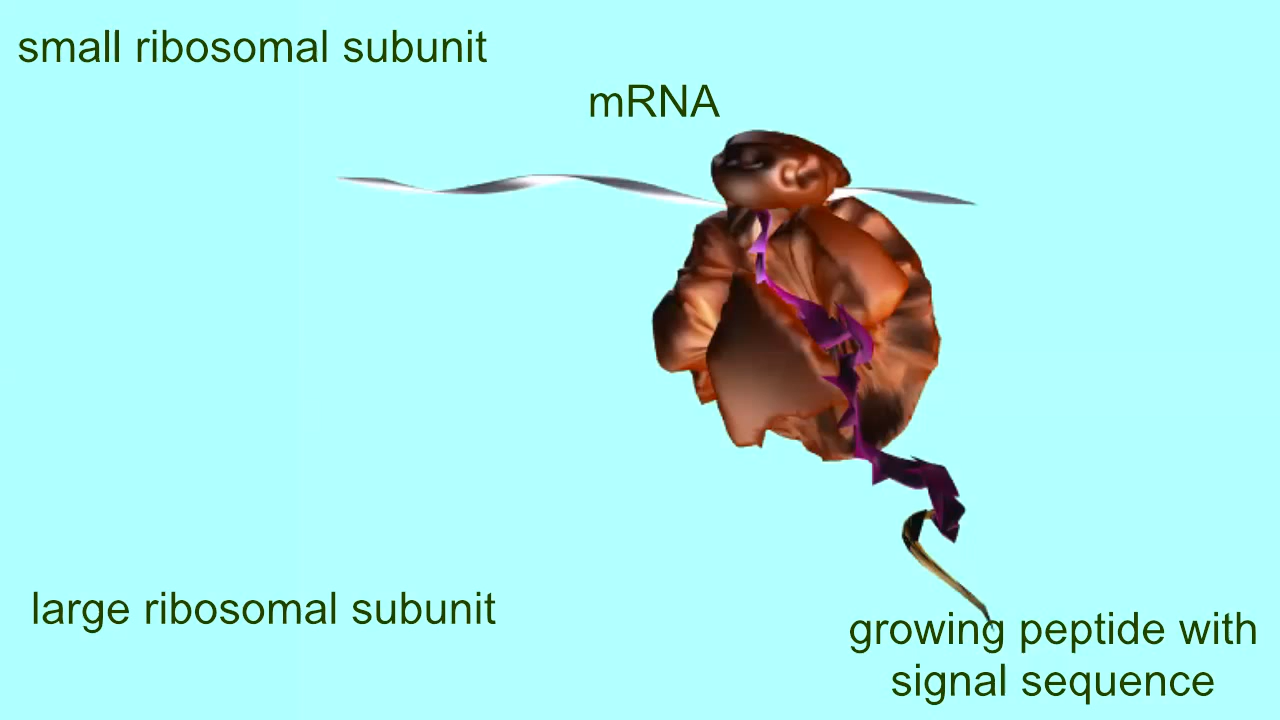 small ribosomal subunit
mRNA
large ribosomal subunit
growing peptide with
signal sequence